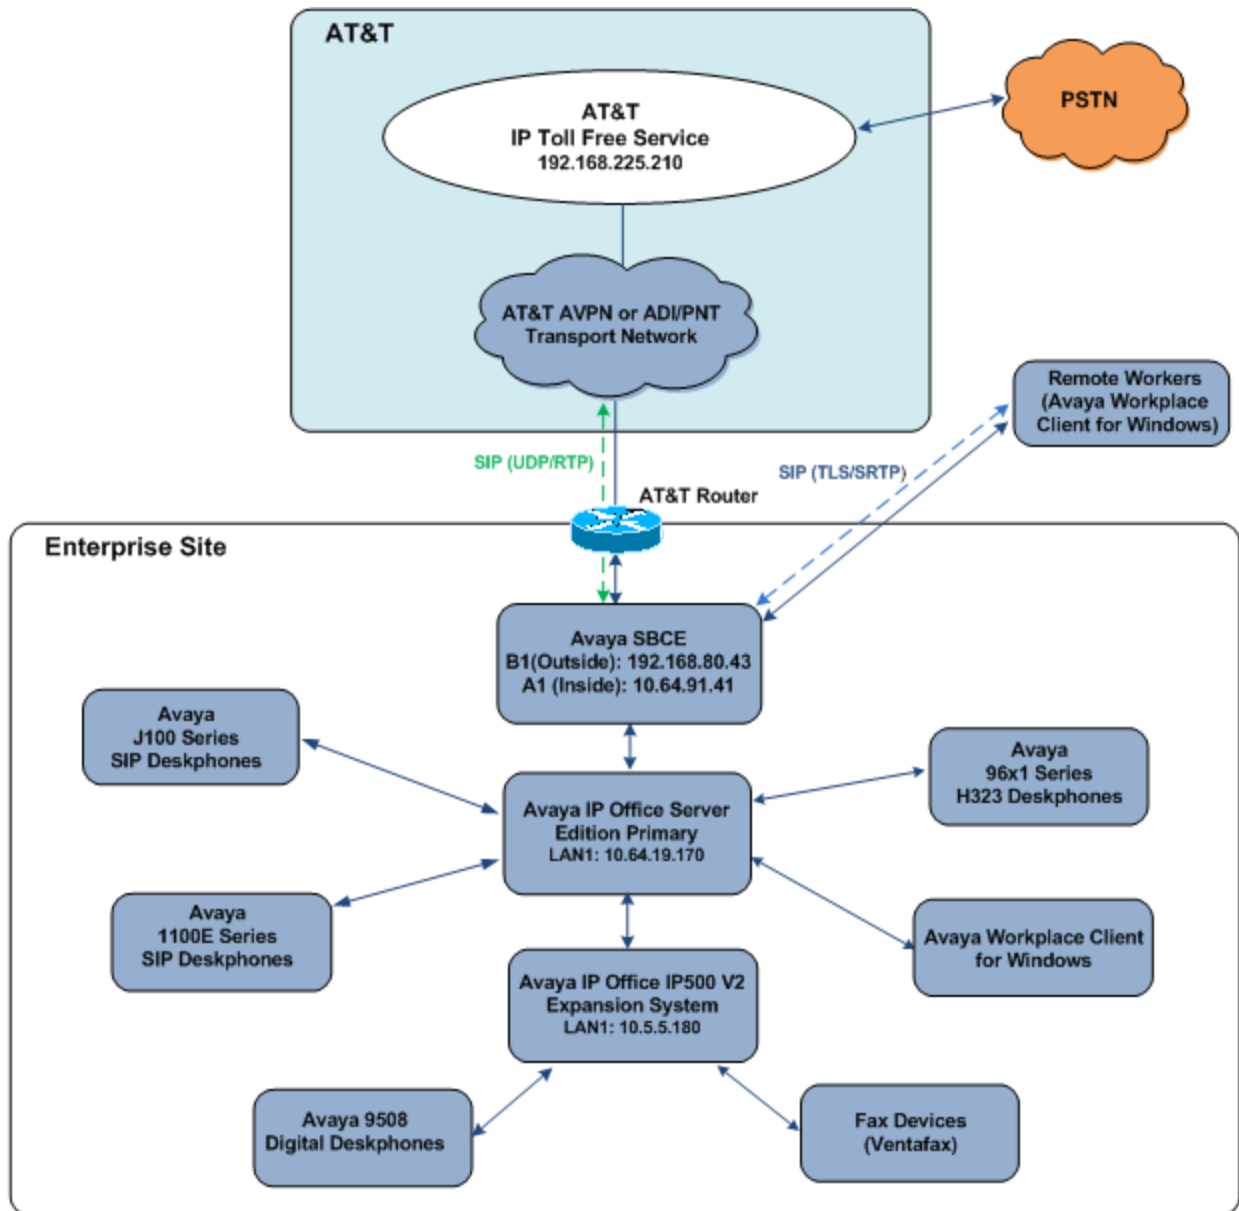 AT&T
AT&T
IP Toll Free Service
192.168.225.210
PSTN
AT&T AVPN or ADI/PNT
Transport Network
Remote Workers
(Avaya Workplace
Client for Windows)
SIP (UDP/RTP)
SIP (TLS/SRTP)
AT&T Router
Enterprise Site
Avaya SBCE
B1(Outside): 192.168.80.43
A1 (Inside): 10.64.91.41
Avaya
J100 Series
SIP Deskphones
Avaya
96x1 Series
H323 Deskphones
Avaya IP Office Server
Edition Primary
LAN1: 10.64.19.170
Avaya
1100E Series
SIP Deskphones
Avaya Workplace Client
for Windows
Avaya IP Office IP500 V2
Expansion System
LAN1: 10.5.5.180
Avaya 9508
Digital Deskphones
Fax Devices
(Ventafax)